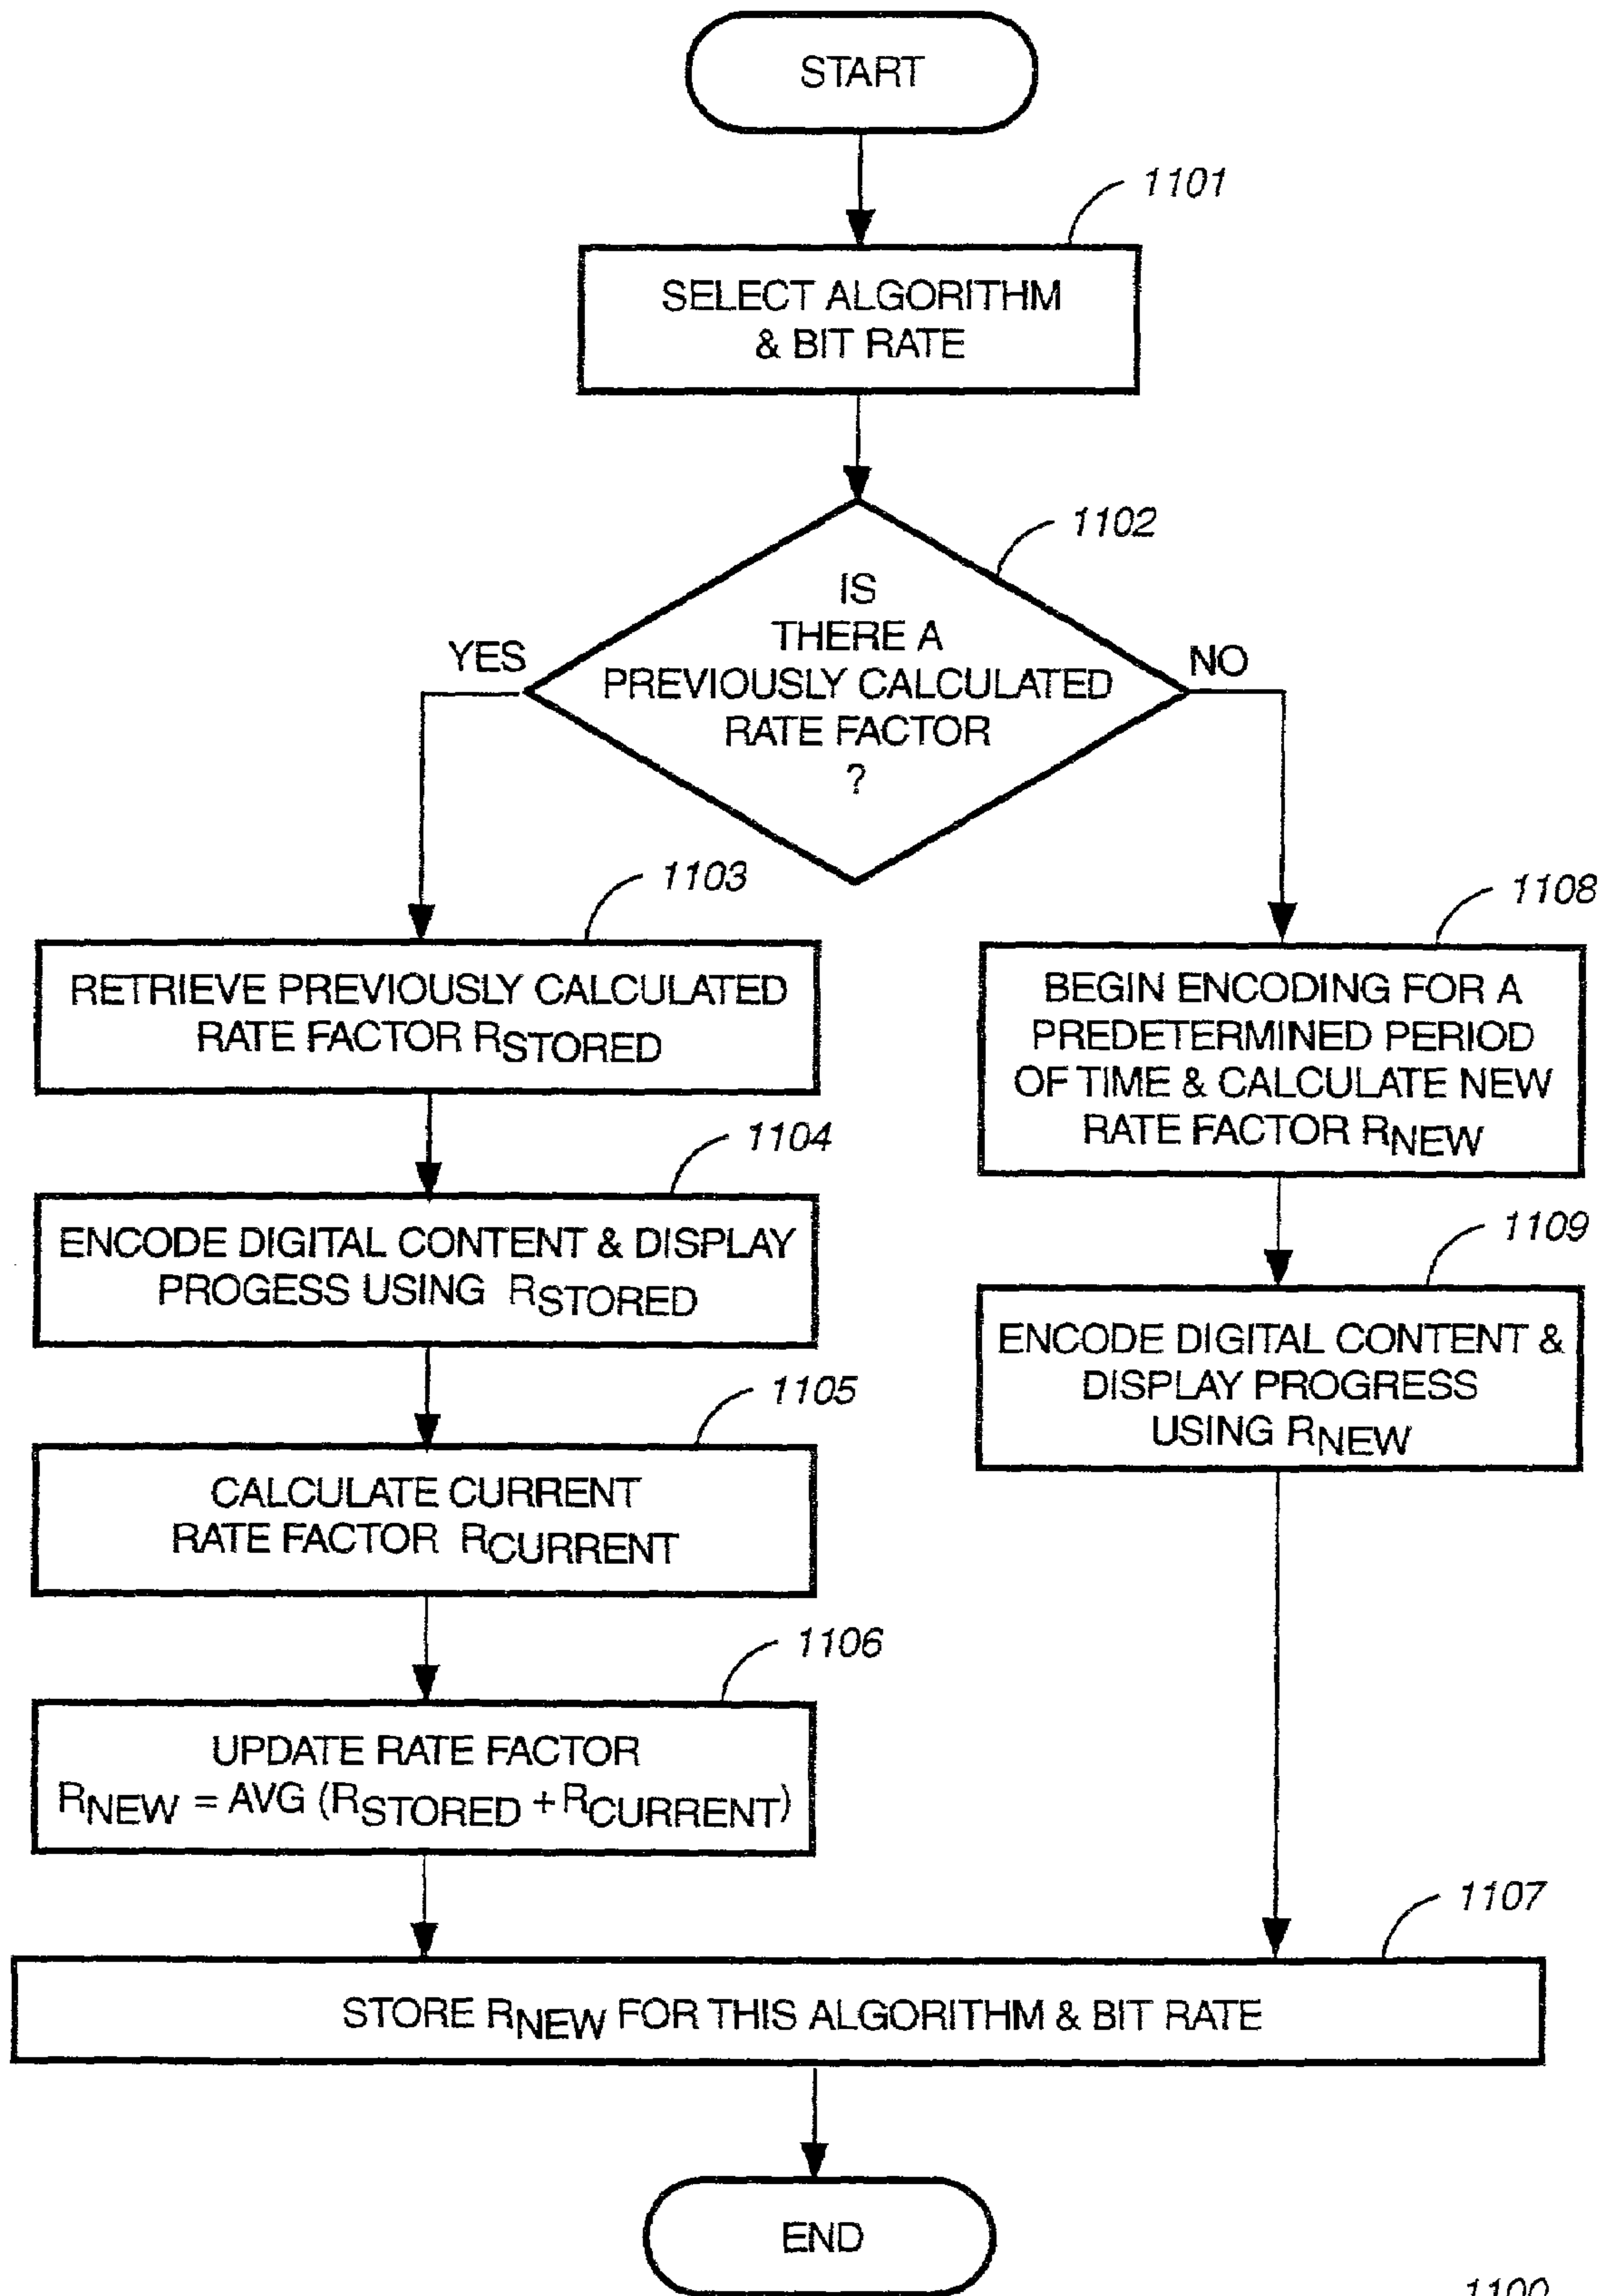 START
1101
SELECT ALGORITHM
& BIT RATE
1102
IS
THERE A
PREVIOUSLY CALCULATED
RATE FACTOR
?
YES
NO
1103
RETRIEVE PREVIOUSLY CALCULATED
RATE FACTOR RSTORED
1108
BEGIN ENCODING FOR A
PREDETERMINED PERIOD
OF TIME & CALCULATE NEW
RATE FACTOR RNEW
1104
ENCODE DIGITAL CONTENT & DISPLAY
PROGESS USING RSTORED
1109
ENCODE DIGITAL CONTENT &
DISPLAY PROGRESS
USING RNEW
1105
CALCULATE CURRENT
RATE FACTOR RCURRENT
1106
UPDATE RATE FACTOR
RNEW = AVG (RSTORED + RCURRENT)
1107
STORE RNEW FOR THIS ALGORITHM & BIT RATE
END
1100